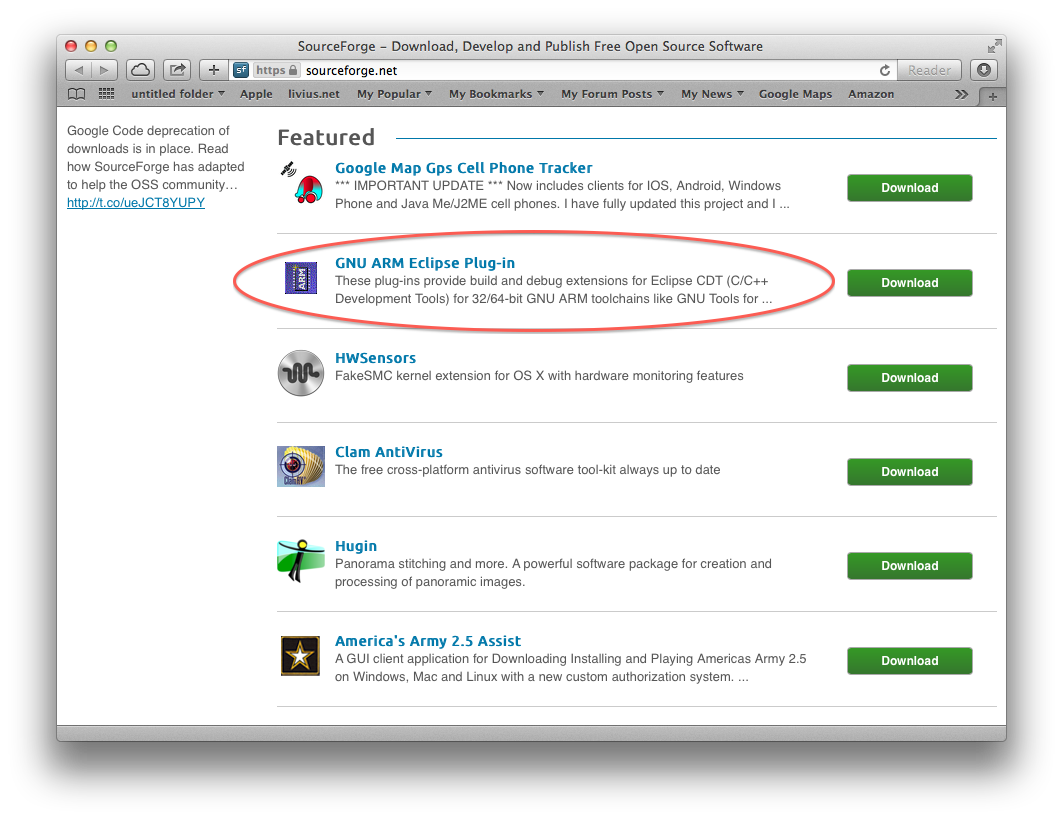 SourceForge – Download, Develop and Publish Free Open Source Software
sf https sourceforge.net Reader
untitled folder Apple livius.net My Popular My Bookmarks My Forum Posts My News Google Maps Amazon
Google Code deprecation of
downloads is in place. Read
how SourceForge has adapted
to help the OSS community…
http://t.co/ueJCT8YUPY
Featured
Google Map Gps Cell Phone Tracker
*** IMPORTANT UPDATE *** Now includes clients for IOS, Android, Windows
Phone and Java Me/J2ME cell phones. I have fully updated this project and I ...
Download
ARM
GNU ARM Eclipse Plug-in
These plug-ins provide build and debug extensions for Eclipse CDT (C/C++
Development Tools) for 32/64-bit GNU ARM toolchains like GNU Tools for ...
Download
HWSensors
FakeSMC kernel extension for OS X with hardware monitoring features
Download
ClamAV
Clam AntiVirus
The free cross-platform antivirus software tool-kit always up to date
Download
Hugin
Panorama stitching and more. A powerful software package for creation and
processing of panoramic images.
Download
America's Army 2.5 Assist
A GUI client application for Downloading Installing and Playing Americas Army 2.5
on Windows, Mac and Linux with a new custom authorization system. ...
Download